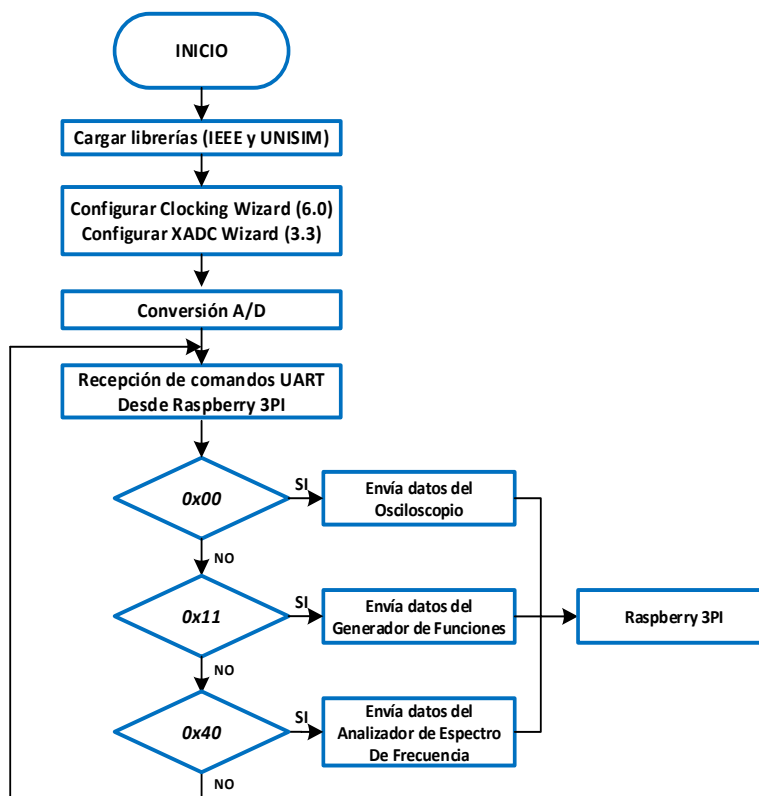 INICIO
Cargar librerías (IEEE y UNISIM)
Configurar Clocking Wizard (6.0)
Configurar XADC Wizard (3.3)
Conversión A/D
Recepción de comandos UART
Desde Raspberry 3PI
0x00
SI
Envía datos del
Osciloscopio
NO
0x11
SI
Envía datos del
Generador de Funciones
Raspberry 3PI
NO
0x40
SI
Envía datos del
Analizador de Espectro
De Frecuencia
NO